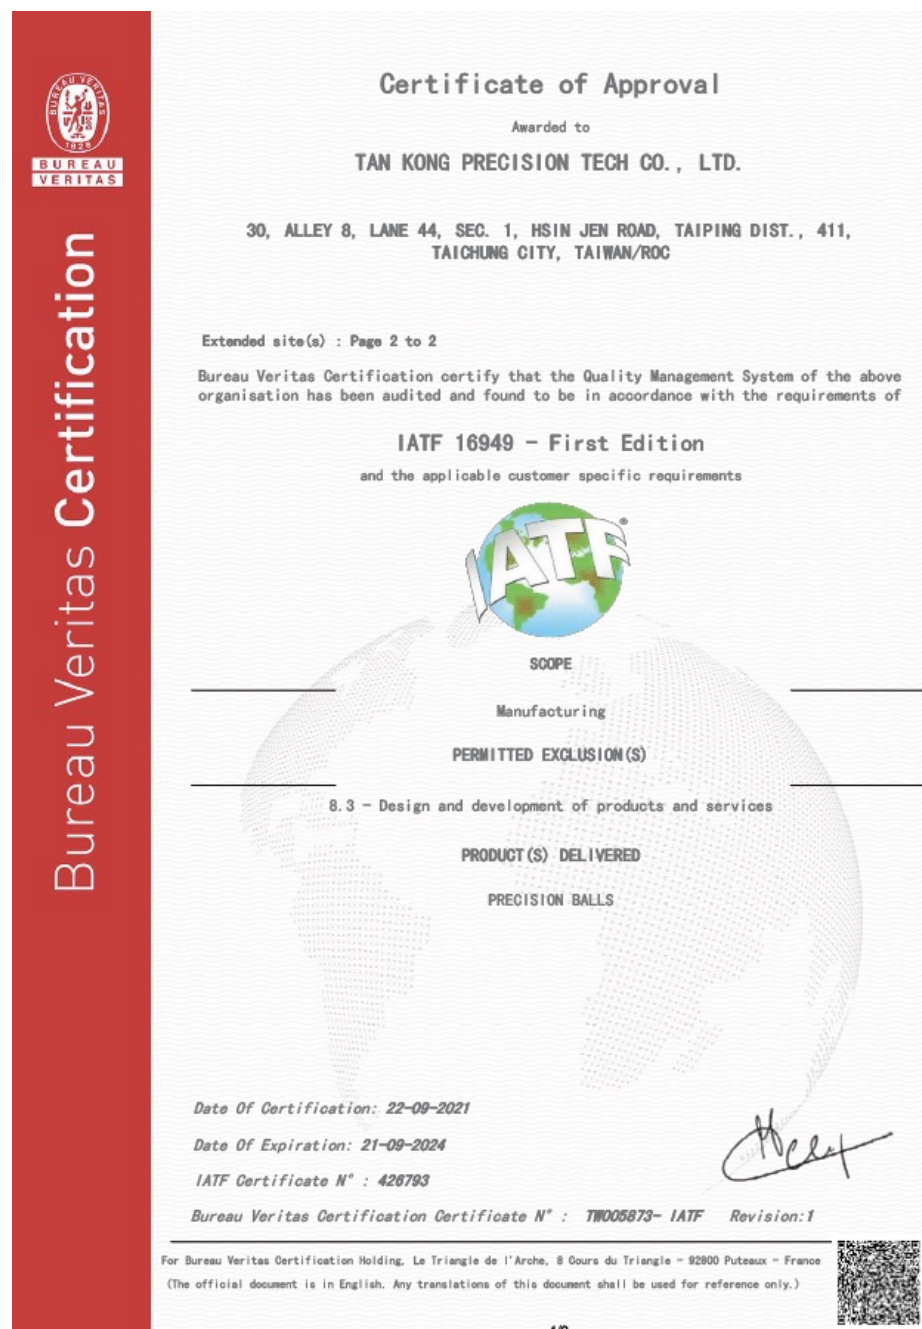 BUREAU VERITAS
1828
BUREAU
VERITAS
Bureau Veritas Certification
Certificate of Approval
Awarded to
TAN KONG PRECISION TECH CO., LTD.
30, ALLEY 8, LANE 44, SEC. 1, HSIN JEN ROAD, TAIPING DIST., 411,
TAICHUNG CITY, TAIWAN/ROC
Extended site(s) : Page 2 to 2
Bureau Veritas Certification certify that the Quality Management System of the above
organisation has been audited and found to be in accordance with the requirements of
IATF 16949 - First Edition
and the applicable customer specific requirements
IATF®
SCOPE
Manufacturing
PERMITTED EXCLUSION(S)
8.3 - Design and development of products and services
PRODUCT(S) DELIVERED
PRECISION BALLS
Date Of Certification: 22-09-2021
Date Of Expiration: 21-09-2024
IATF Certificate N° : 426793
Bureau Veritas Certification Certificate N° : TW005873- IATF Revision:1
For Bureau Veritas Certification Holding, Le Triangle de l'Arche, 8 Cours du Triangle - 92800 Puteaux - France
(The official document is in English. Any translations of this document shall be used for reference only.)